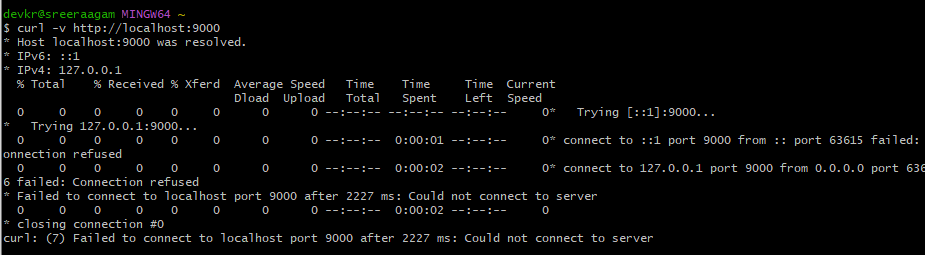 devkr@sreeraagam MINGW64 ~
$ curl -v http://localhost:9000
* Host localhost:9000 was resolved.
* IPv6: ::1
* IPv4: 127.0.0.1
  % Total    % Received % Xferd  Average Speed   Time    Time     Time  Current
                                 Dload  Upload   Total   Spent    Left  Speed
  0     0    0     0    0     0      0      0 --:--:-- --:--:-- --:--:--     0*   Trying [::1]:9000...
*   Trying 127.0.0.1:9000...
  0     0    0     0    0     0      0      0 --:--:--  0:00:01 --:--:--     0* connect to ::1 port 9000 from :: port 63615 failed:
onnection refused
  0     0    0     0    0     0      0      0 --:--:--  0:00:02 --:--:--     0* connect to 127.0.0.1 port 9000 from 0.0.0.0 port 636
6 failed: Connection refused
* Failed to connect to localhost port 9000 after 2227 ms: Could not connect to server
  0     0    0     0    0     0      0      0 --:--:--  0:00:02 --:--:--     0
* closing connection #0
curl: (7) Failed to connect to localhost port 9000 after 2227 ms: Could not connect to server